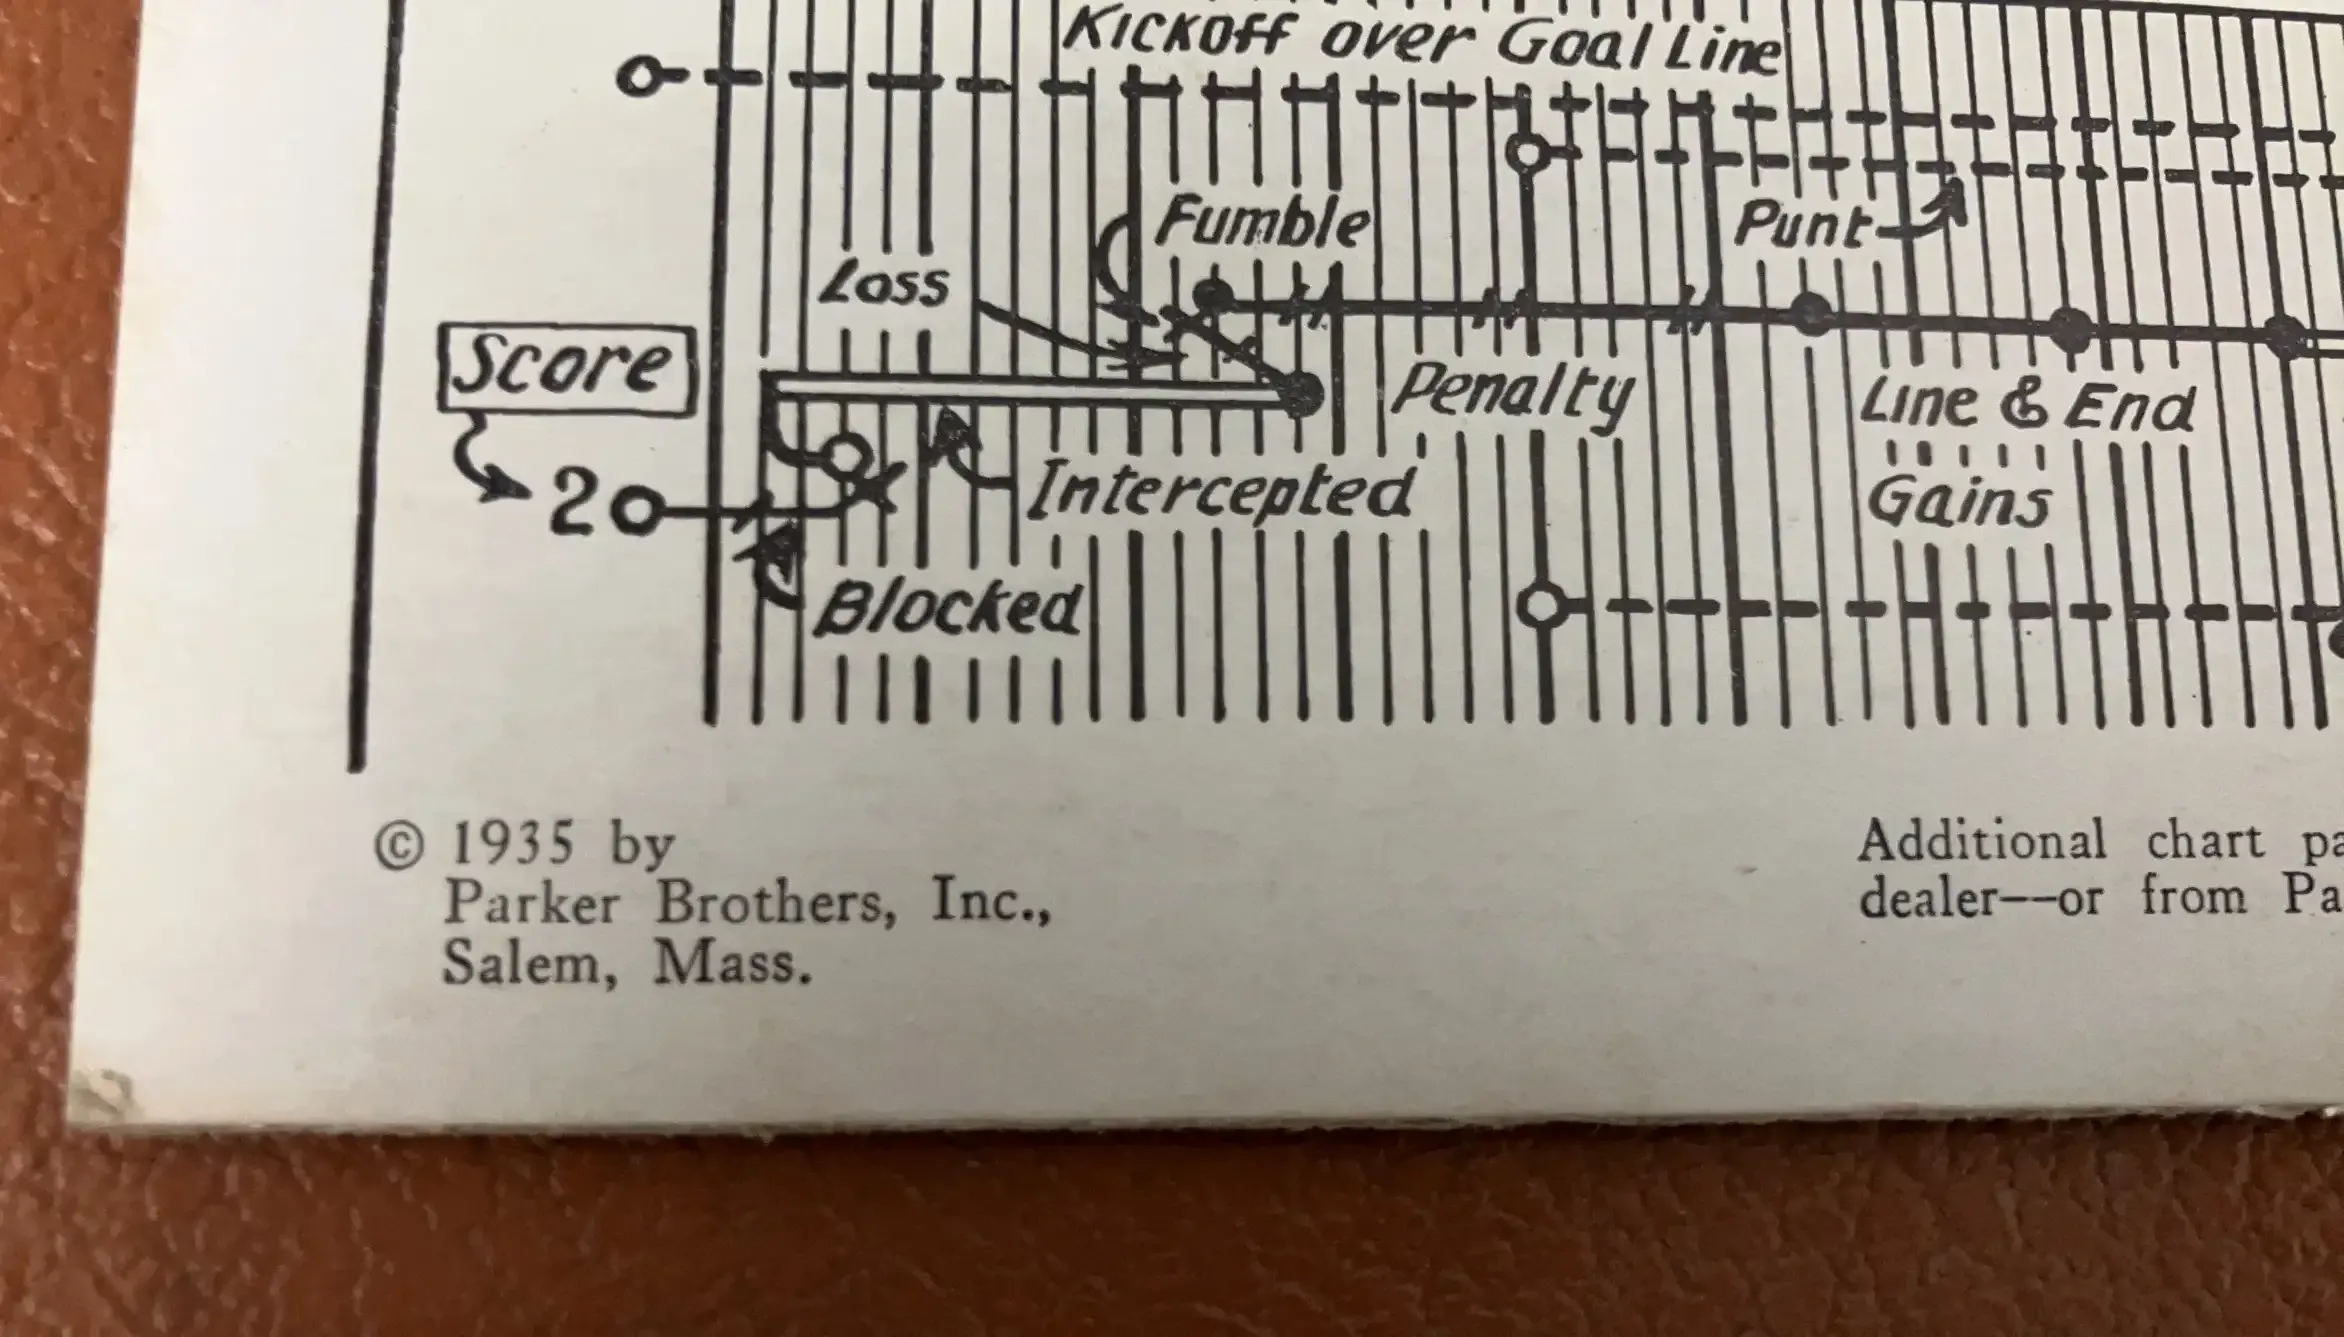 Kickoff over Goal Line
Fumble
Punt
Loss
Score
Penalty
Line & End
Gains
2
Intercepted
Blocked
© 1935 by
Parker Brothers, Inc.,
Salem, Mass.
Additional chart
dealer--or from